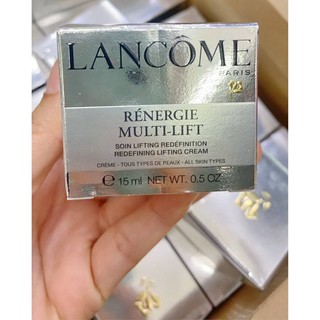 LANCÔME
PARIS
RÉNERGIE
MULTI-LIFT
SOIN LIFTING REDÉFINITION
REDEFINING LIFTING CREAM
CRÈME - TOUS TYPES DE PEAUX - ALL SKIN TYPES
e 15 ml NET WT. 0.5 OZ